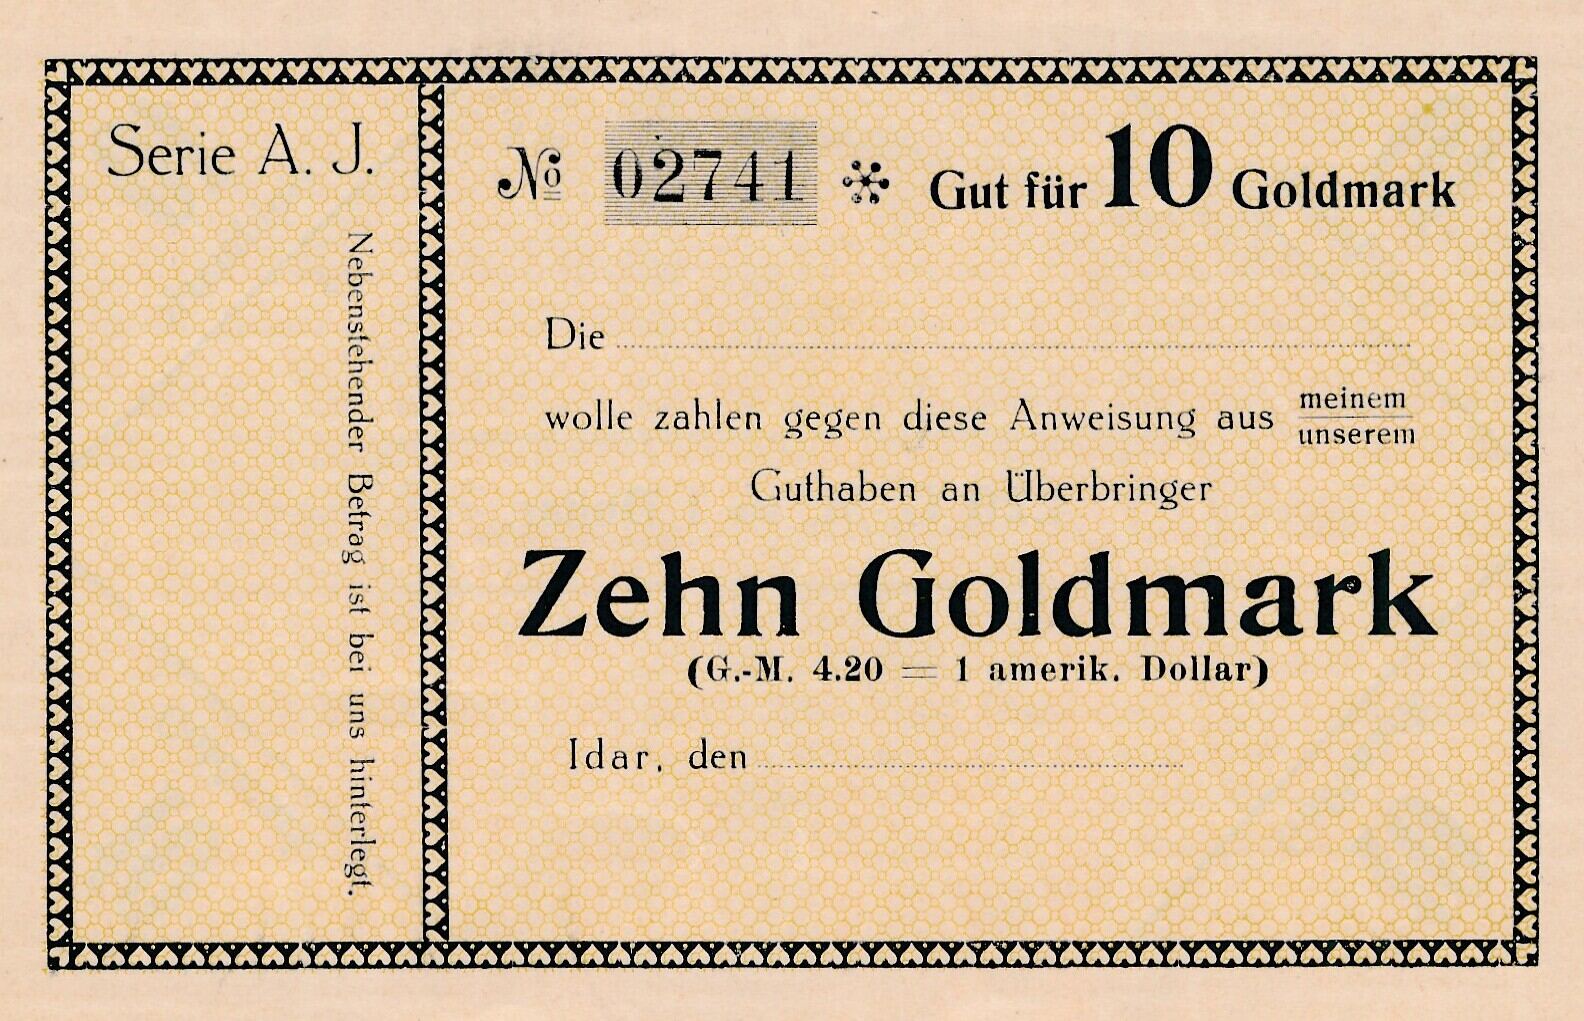 Serie A. J.
Nebenstehender Betrag ist bei uns hinterlegt.
No 02741 Gut für 10 Goldmark
Die
wolle zahlen gegen diese Anweisung aus meinem
unserem
Guthaben an Überbringer
Zehn Goldmark
(G.-M. 4.20 = 1 amerik. Dollar)
Idar, den